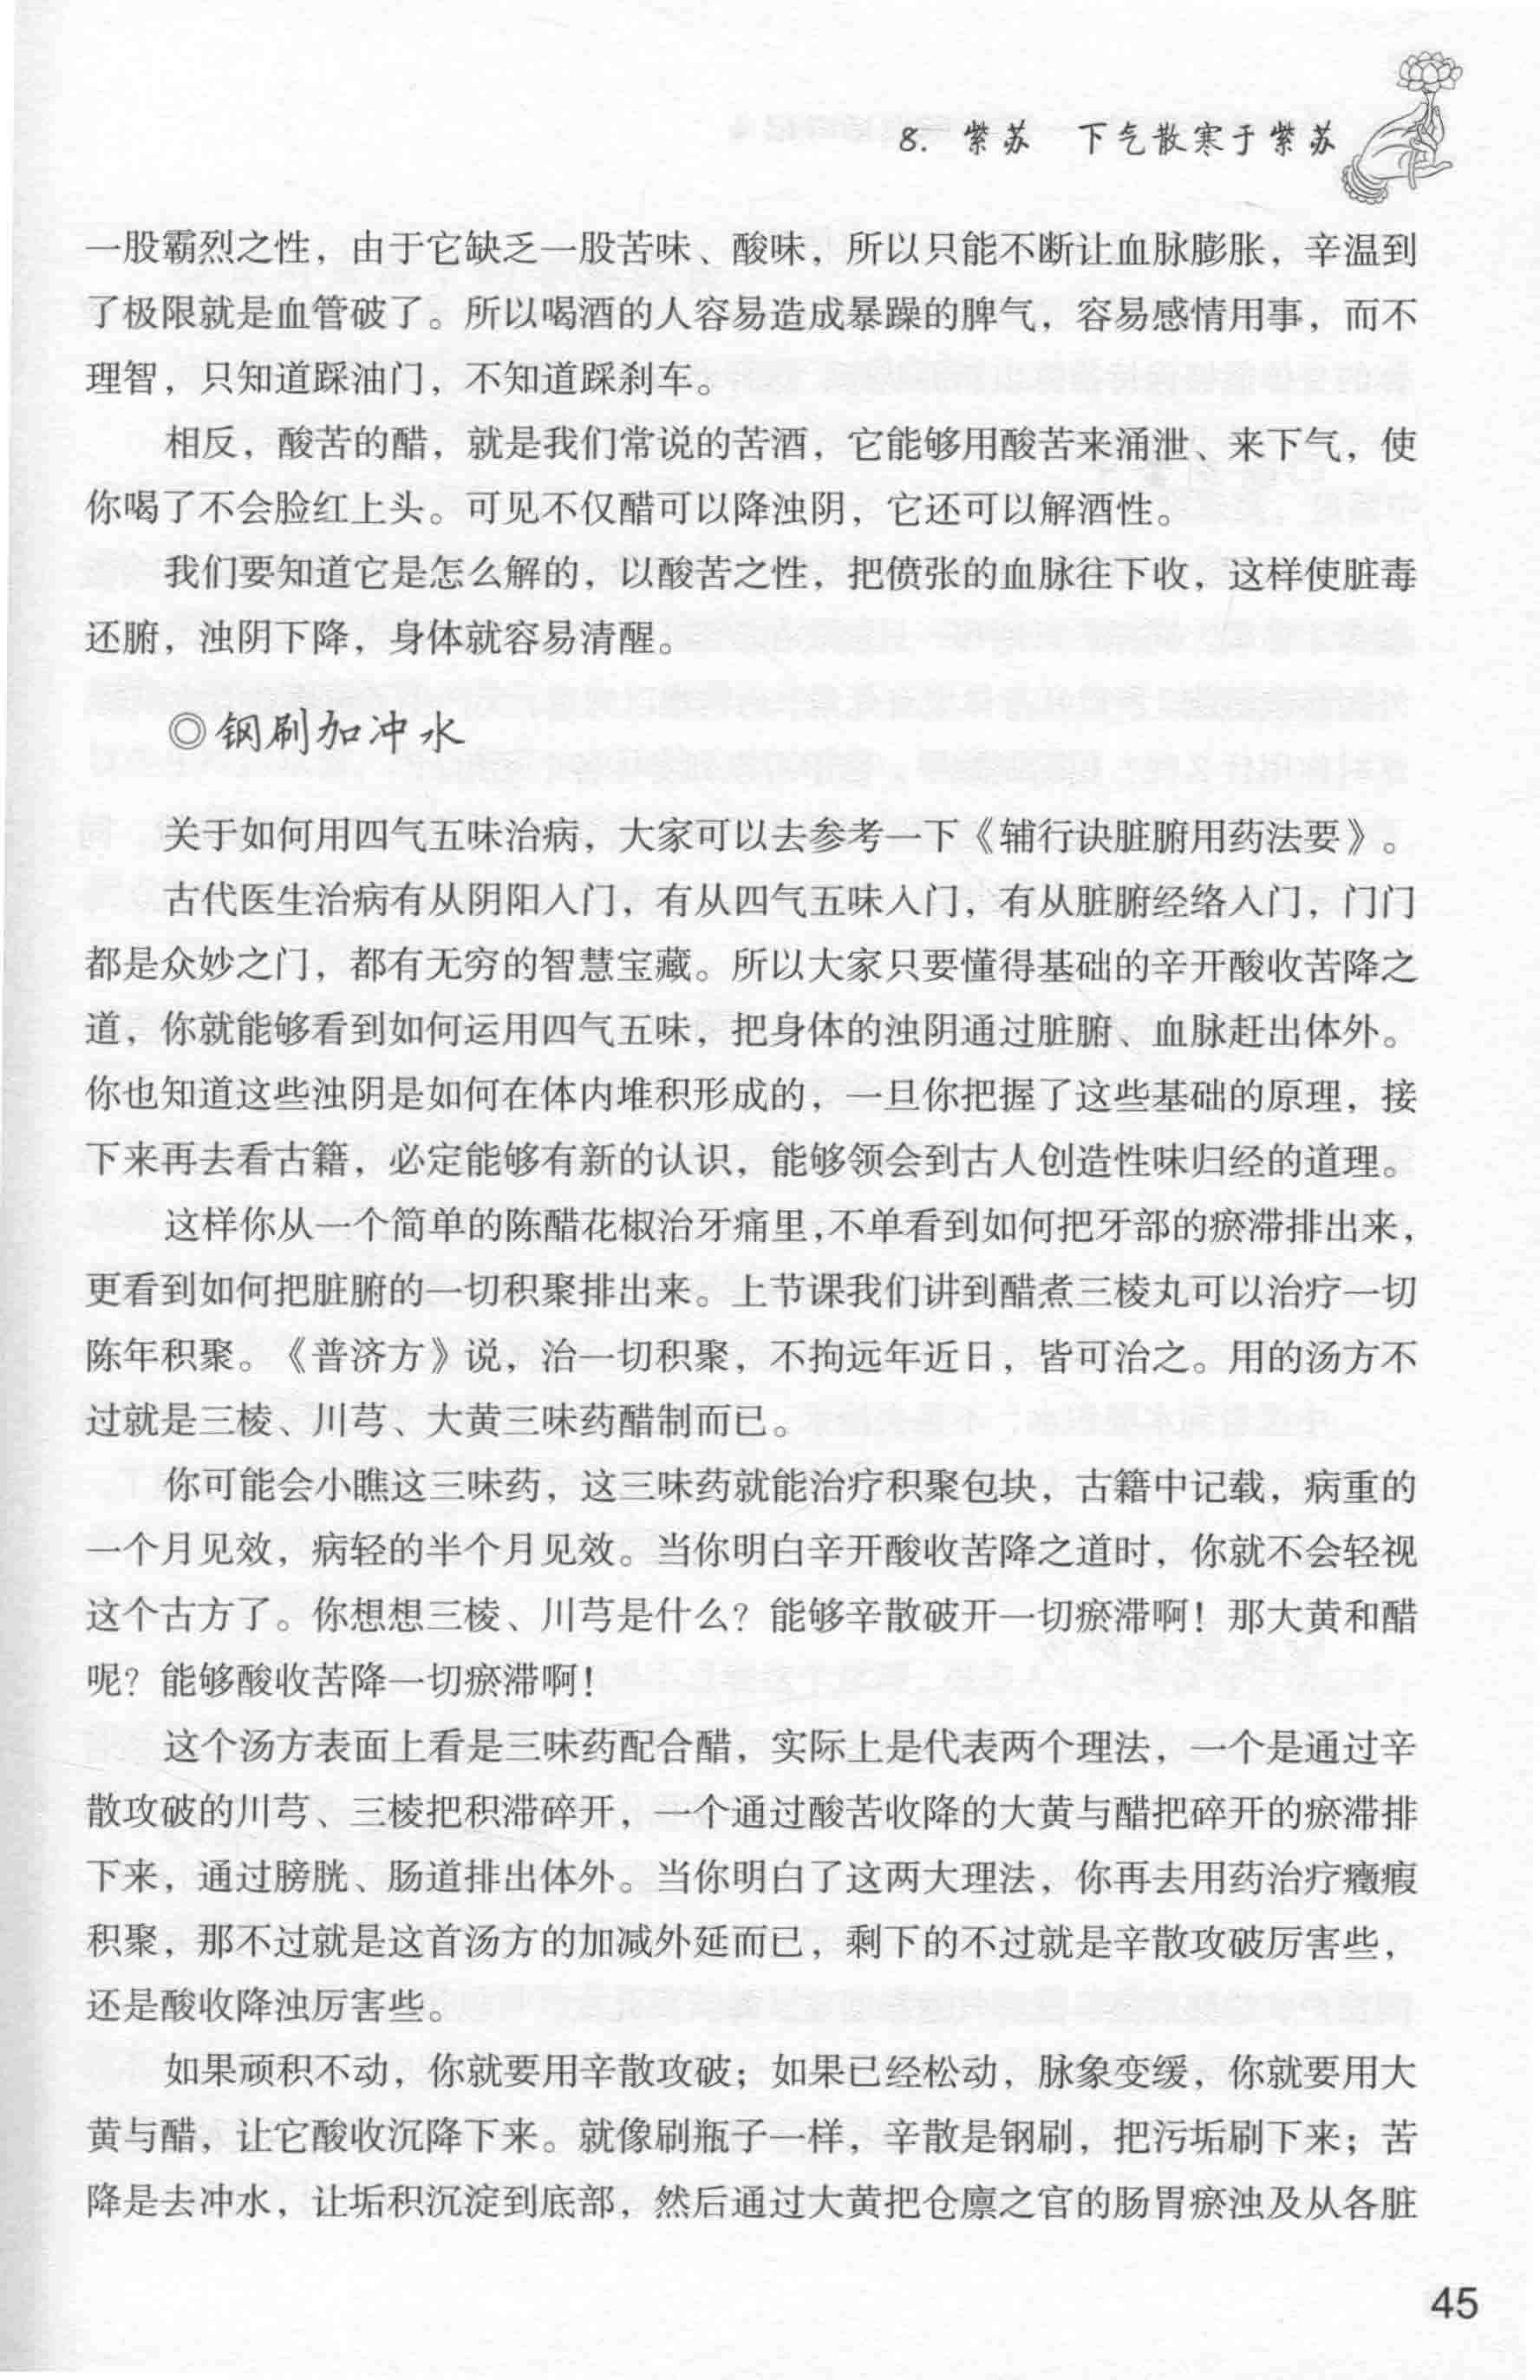 8. 紫苏　下气散寒于紫苏
一股霸烈之性，由于它缺乏一股苦味、酸味，所以只能不断让血脉膨胀，辛温到
了极限就是血管破了。所以喝酒的人容易造成暴躁的脾气，容易感情用事，而不
理智，只知道踩油门，不知道踩刹车。
相反，酸苦的醋，就是我们常说的苦酒，它能够用酸苦来涌泄、来下气，使
你喝了不会脸红上头。可见不仅醋可以降浊阴，它还可以解酒性。
我们要知道它是怎么解的，以酸苦之性，把偾张的血脉往下收，这样使脏毒
还腑，浊阴下降，身体就容易清醒。
◎钢刷加冲水
关于如何用四气五味治病，大家可以去参考一下《辅行诀脏腑用药法要》。
古代医生治病有从阴阳入门，有从四气五味入门，有从脏腑经络入门，门门
都是众妙之门，都有无穷的智慧宝藏。所以大家只要懂得基础的辛开酸收苦降之
道，你就能够看到如何运用四气五味，把身体的浊阴通过脏腑、血脉赶出体外。
你也知道这些浊阴是如何在体内堆积形成的，一旦你把握了这些基础的原理，接
下来再去看古籍，必定能够有新的认识，能够领会到古人创造性味归经的道理。
这样你从一个简单的陈醋花椒治牙痛里，不单看到如何把牙部的瘀滞排出来，
更看到如何把脏腑的一切积聚排出来。上节课我们讲到醋煮三棱丸可以治疗一切
陈年积聚。《普济方》说，治一切积聚，不拘远年近日，皆可治之。用的汤方不
过就是三棱、川芎、大黄三味药醋制而已。
你可能会小瞧这三味药，这三味药就能治疗积聚包块，古籍中记载，病重的
一个月见效，病轻的半个月见效。当你明白辛开酸收苦降之道时，你就不会轻视
这个古方了。你想想三棱、川芎是什么？能够辛散破开一切瘀滞啊！那大黄和醋
呢？能够酸收苦降一切瘀滞啊！
这个汤方表面上看是三味药配合醋，实际上是代表两个理法，一个是通过辛
散攻破的川芎、三棱把积滞碎开，一个通过酸苦收降的大黄与醋把碎开的瘀滞排
下来，通过膀胱、肠道排出体外。当你明白了这两大理法，你再去用药治疗癥瘕
积聚，那不过就是这首汤方的加减外延而已，剩下的不过就是辛散攻破厉害些，
还是酸收降浊厉害些。
如果顽积不动，你就要用辛散攻破；如果已经松动，脉象变缓，你就要用大
黄与醋，让它酸收沉降下来。就像刷瓶子一样，辛散是钢刷，把污垢刷下来；苦
降是去冲水，让垢积沉淀到底部，然后通过大黄把仓廪之官的肠胃瘀浊及从各脏
45